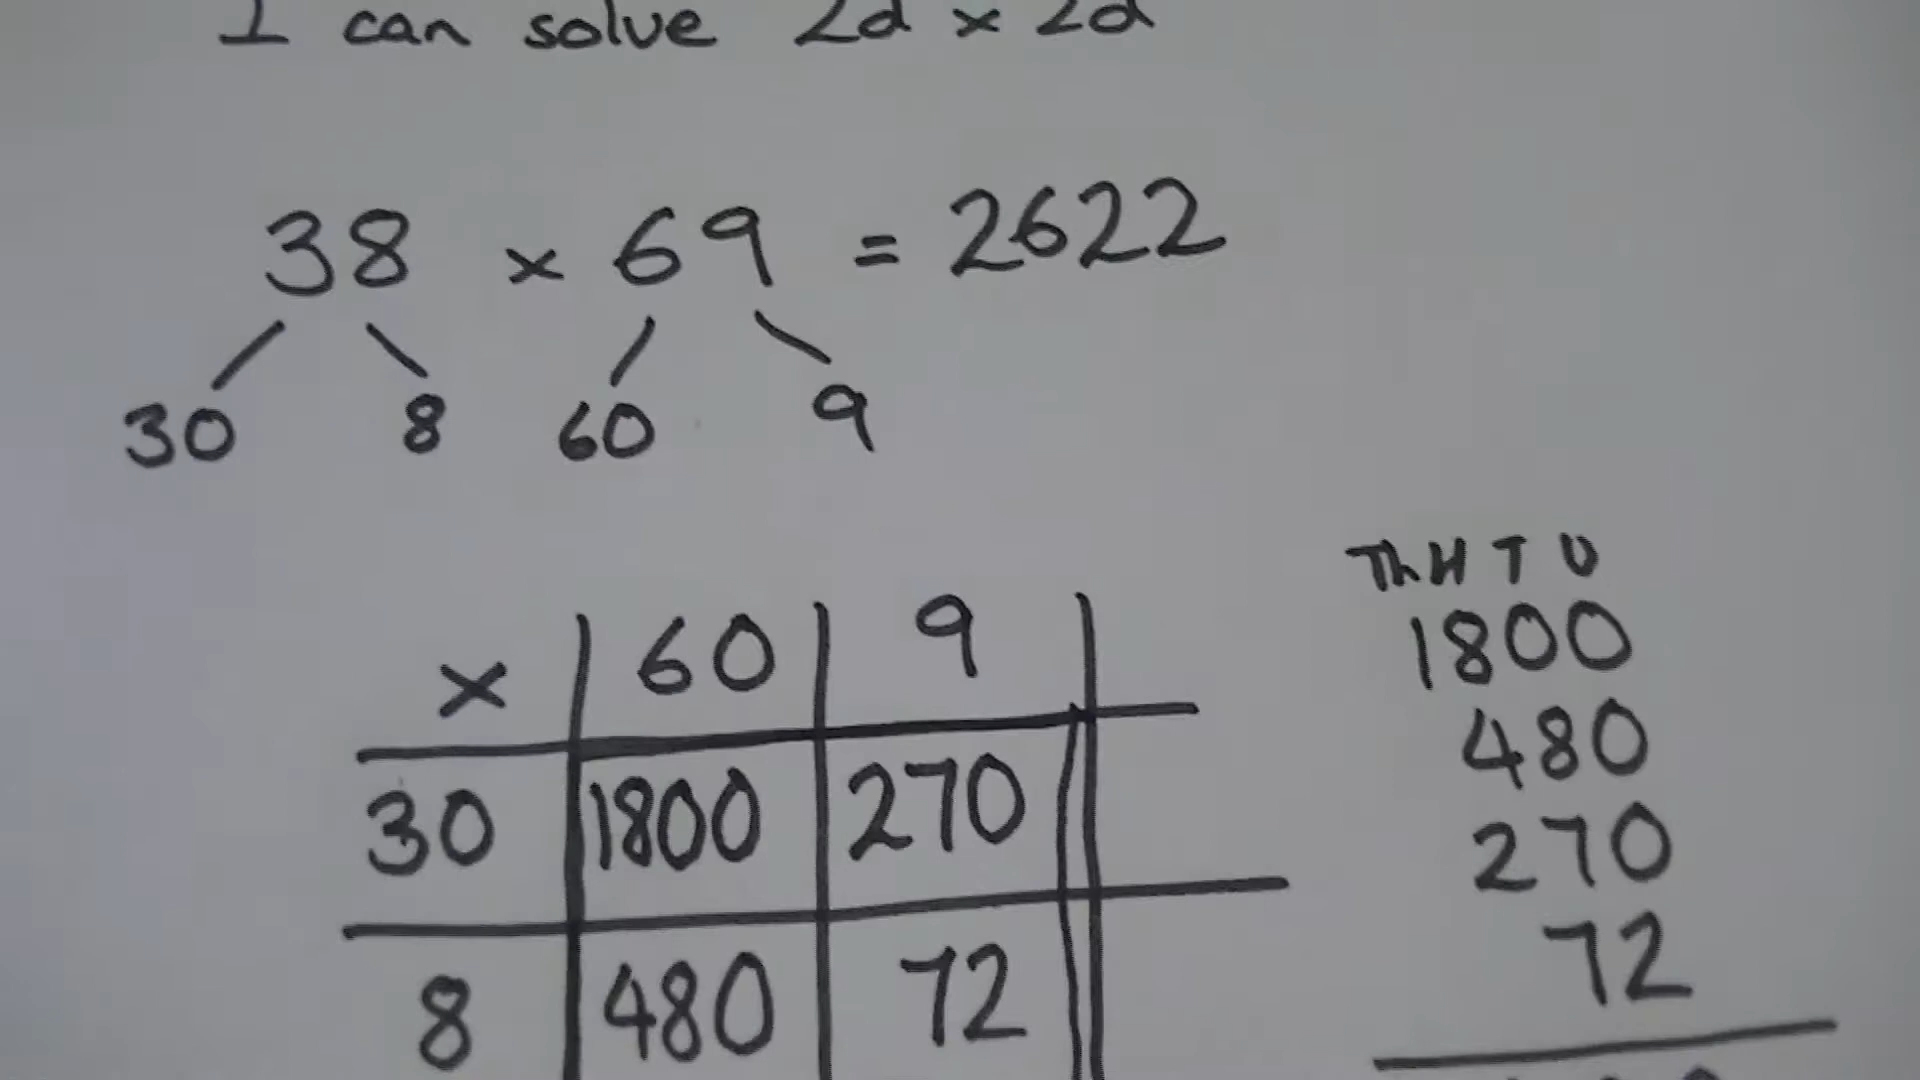 I can solve 2d × 2d
38 × 69 = 2622
30 8 60 9
× 60 9
30 1800 270
8 480 72
Th H T U
1800
480
270
72